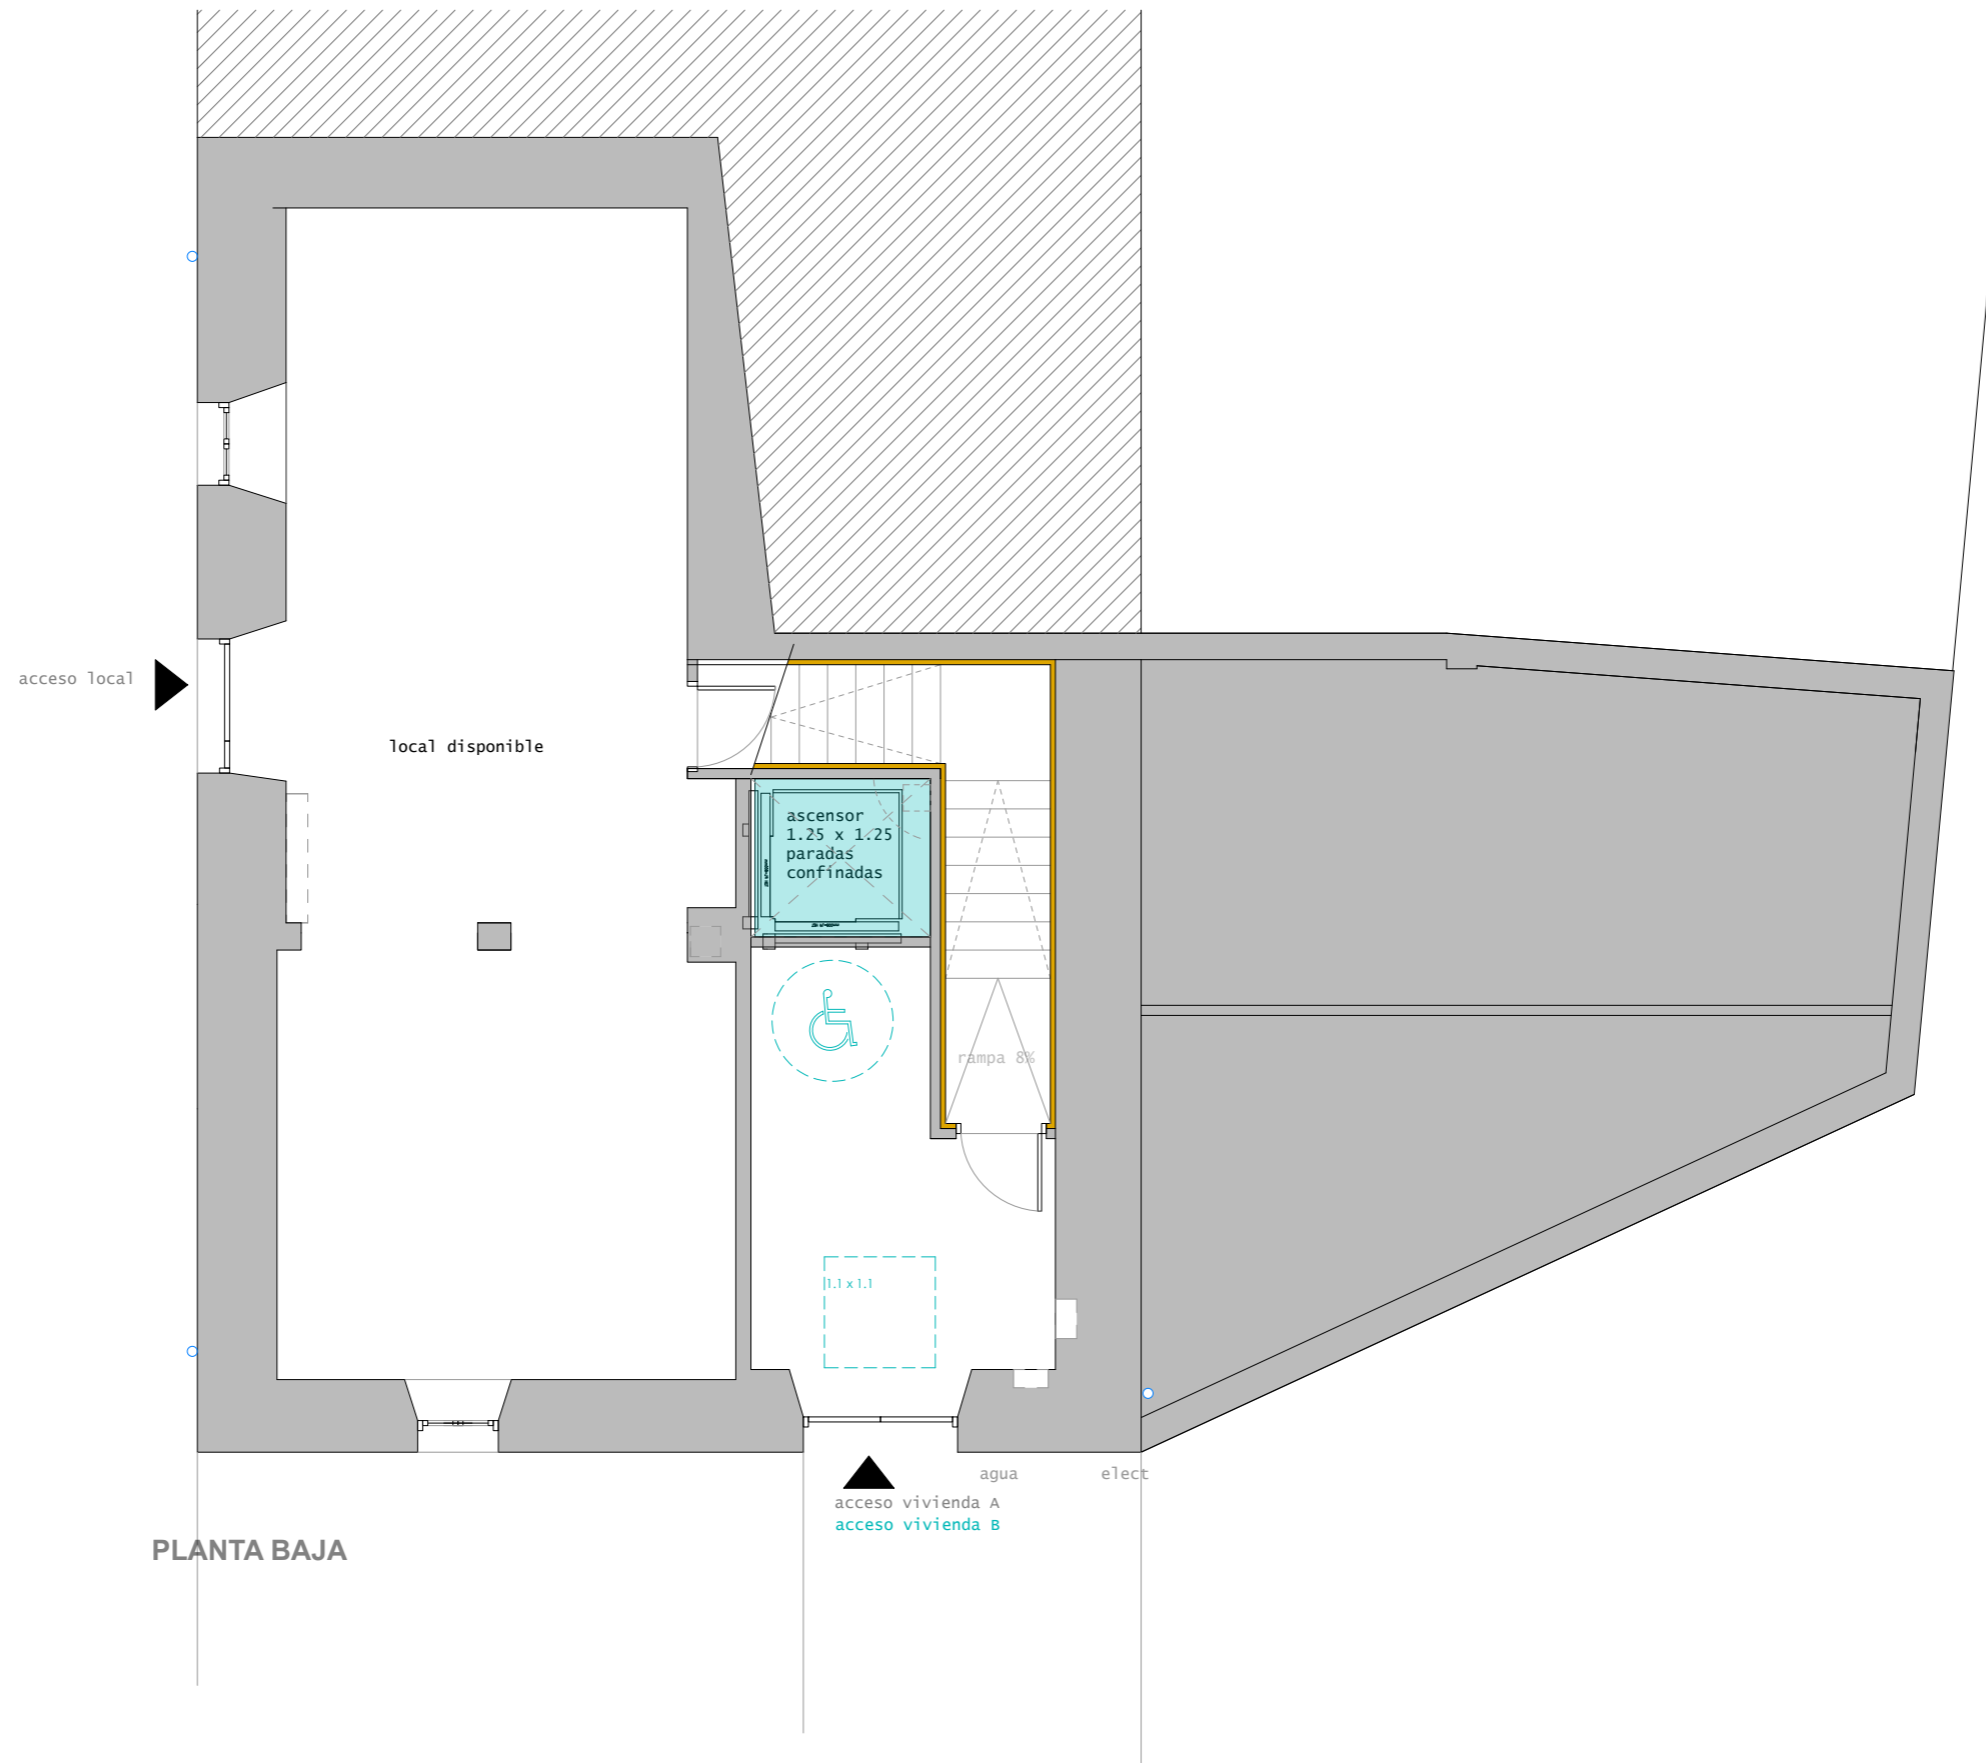 acceso local
local disponible
ascensor
1.25 x 1.25
paradas
confinadas
rampa 8%
1.1 x 1.1
agua
elect
acceso vivienda A
acceso vivienda B
PLANTA BAJA